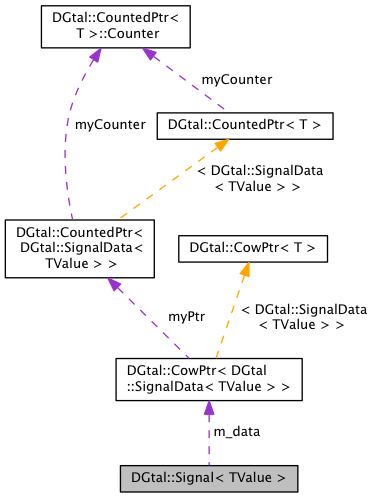 DGtal::CountedPtr<
T >::Counter
myCounter
DGtal::CountedPtr< T >
myCounter
< DGtal::SignalData
< TValue > >
DGtal::CountedPtr<
DGtal::SignalData<
TValue > >
DGtal::CowPtr< T >
myPtr
< DGtal::SignalData
< TValue > >
DGtal::CowPtr< DGtal
::SignalData< TValue > >
m_data
DGtal::Signal< TValue >